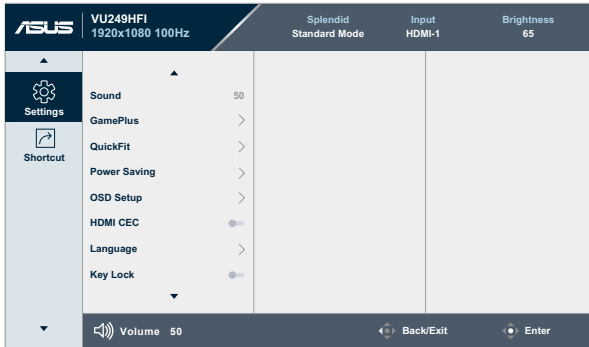 ASUS
VU249HFI
1920x1080 100Hz
Splendid
Standard Mode
Input
HDMI-1
Brightness
65
Settings
Shortcut
Sound 50
GamePlus
QuickFit
Power Saving
OSD Setup
HDMI CEC
Language
Key Lock
Volume 50
Back/Exit
Enter